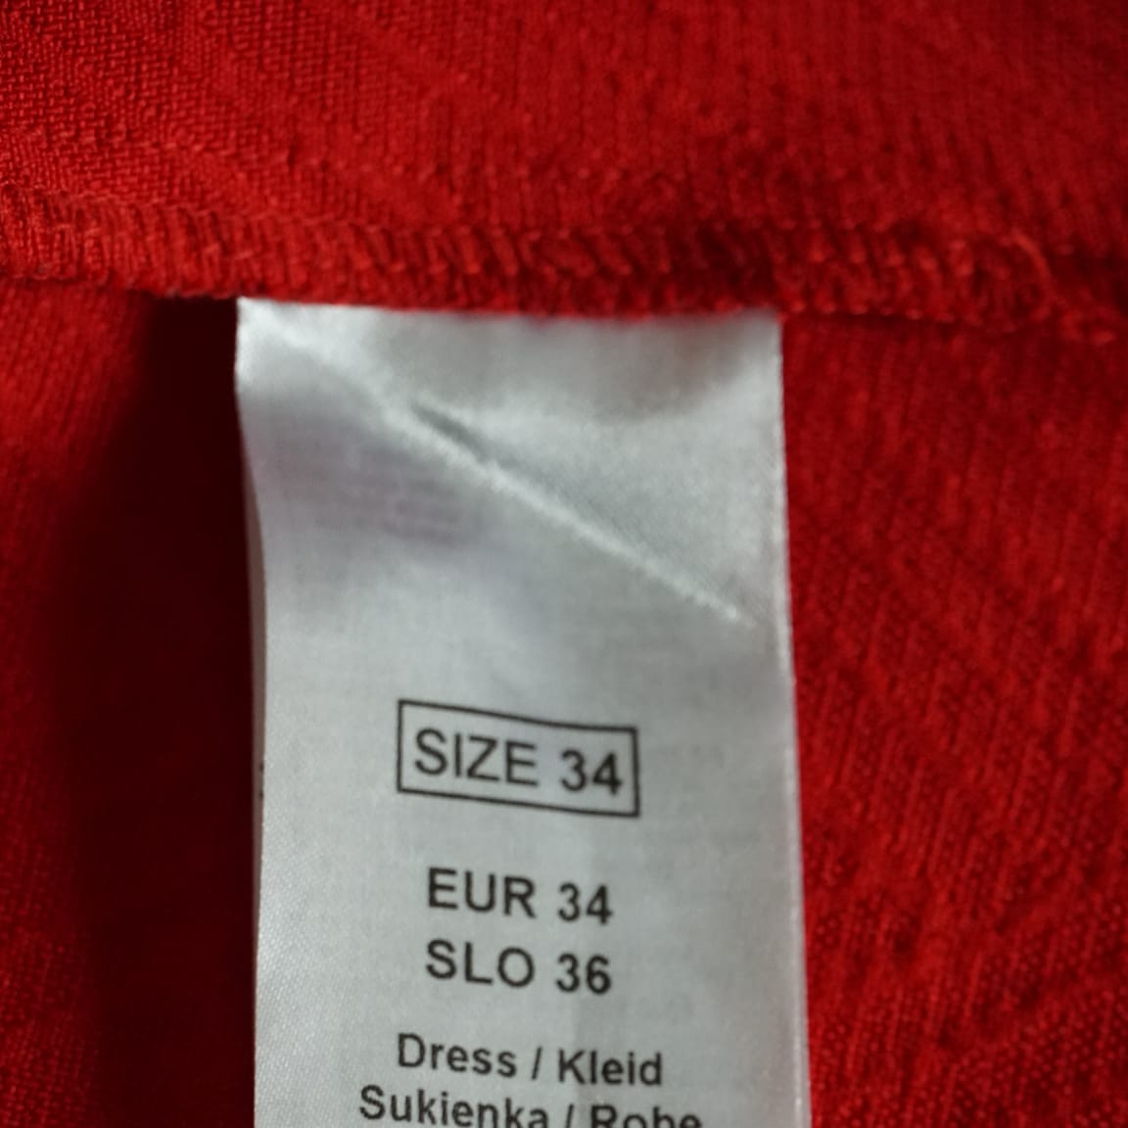 SIZE 34
EUR 34
SLO 36
Dress / Kleid
Sukienka / Robe